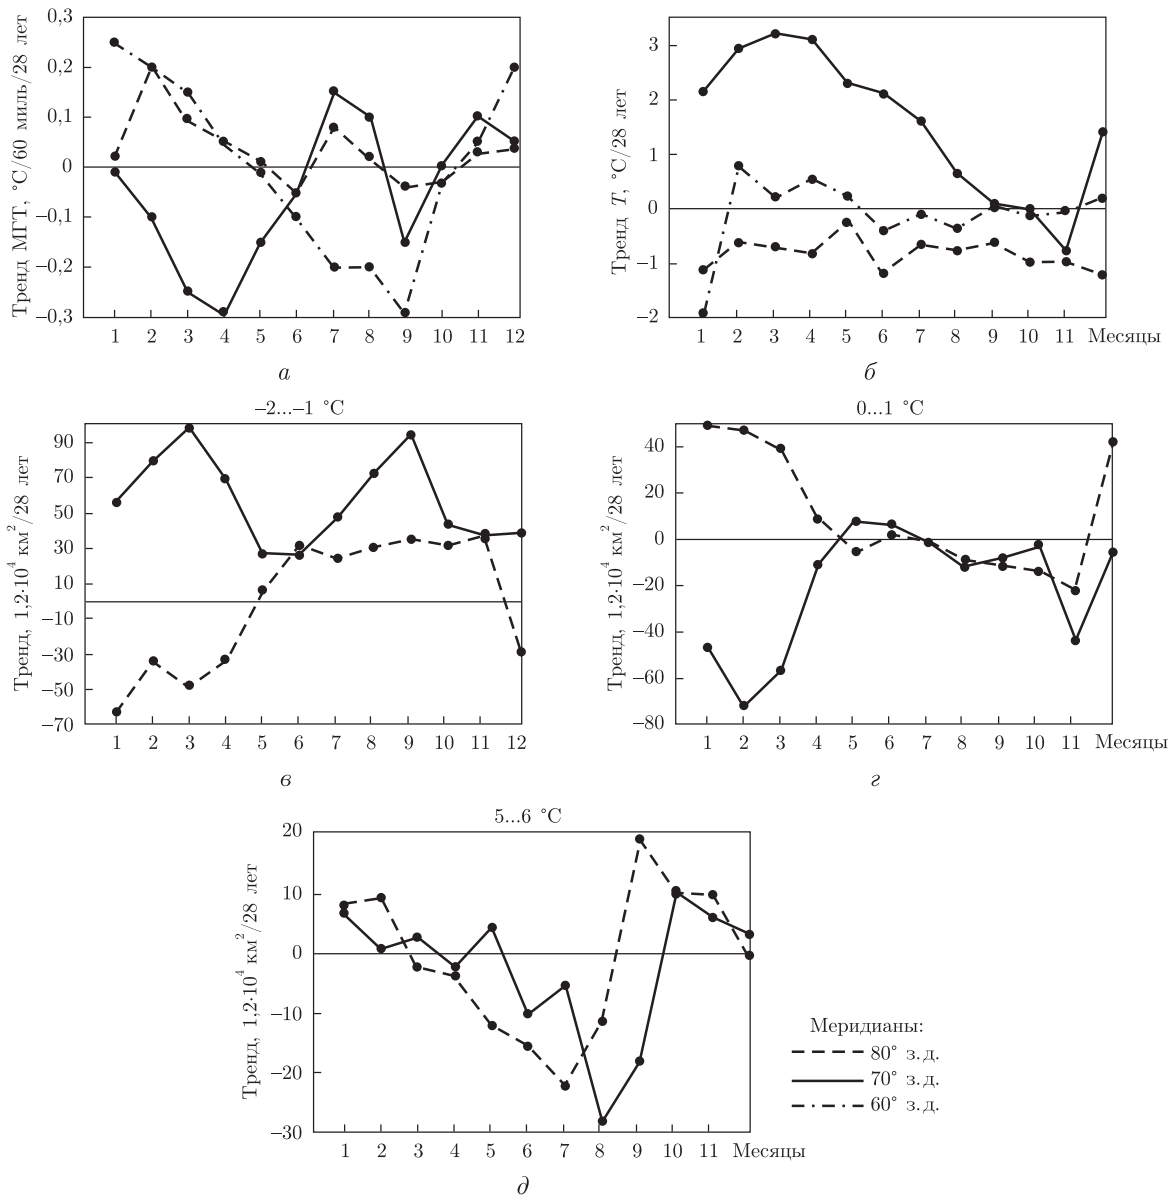 Тренд МГТ, °С/60 миль/28 лет
0,3
0,2
0,1
0
–0,1
–0,2
–0,3
1 2 3 4 5 6 7 8 9 10 11 12
а
Тренд Т, °С/28 лет
3
2
1
0
–1
–2
1 2 3 4 5 6 7 8 9 10 11 Месяцы
б
–2...–1 °С
Тренд, 1,2·10⁴ км²/28 лет
90
70
50
30
10
–10
–30
–50
–70
1 2 3 4 5 6 7 8 9 10 11 12
в
0...1 °С
Тренд, 1,2·10⁴ км²/28 лет
40
20
0
–20
–40
–60
–80
1 2 3 4 5 6 7 8 9 10 11 Месяцы
г
5...6 °С
Тренд, 1,2·10⁴ км²/28 лет
20
10
0
–10
–20
–30
1 2 3 4 5 6 7 8 9 10 11 Месяцы
д
Меридианы:
80° з.д.
70° з.д.
60° з.д.